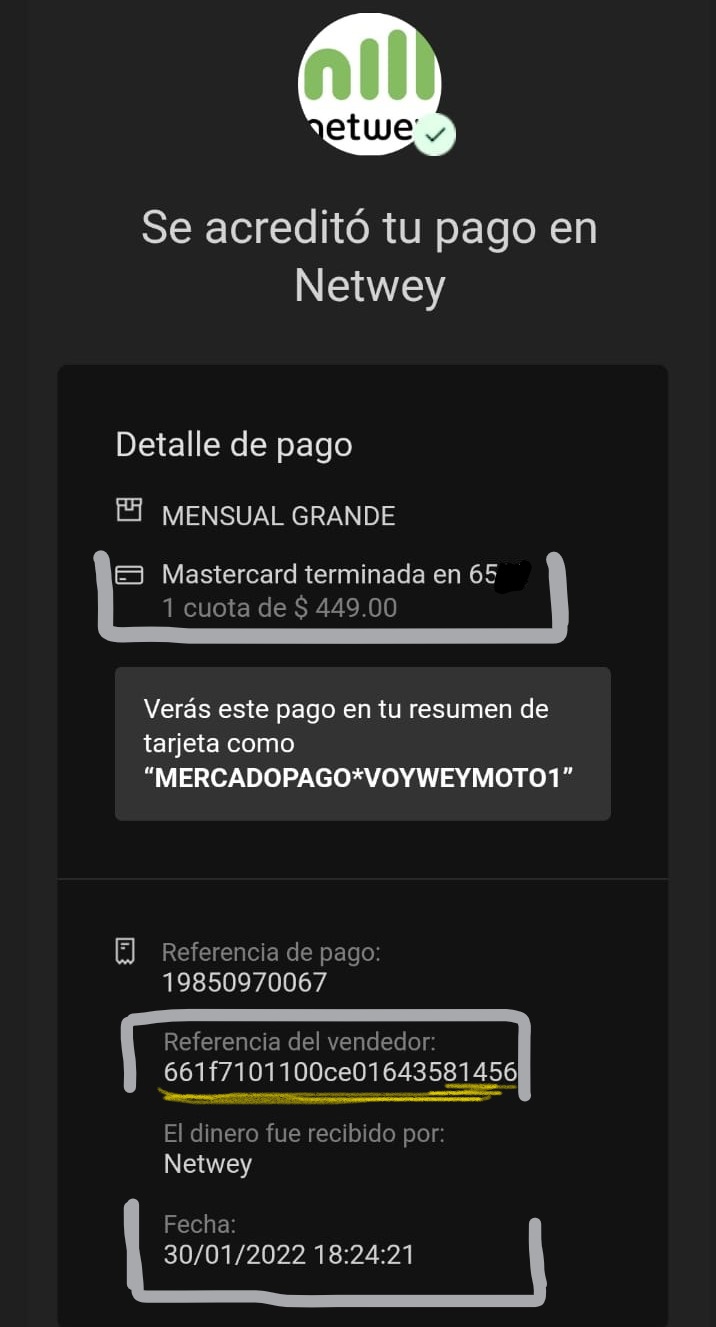 netwe
Se acreditó tu pago en
Netwey
Detalle de pago
MENSUAL GRANDE
Mastercard terminada en 65
1 cuota de $ 449.00
Verás este pago en tu resumen de
tarjeta como
“MERCADOPAGO*VOYWEYMOTO1”
Referencia de pago:
19850970067
Referencia del vendedor:
661f7101100ce01643581456
El dinero fue recibido por:
Netwey
Fecha:
30/01/2022 18:24:21